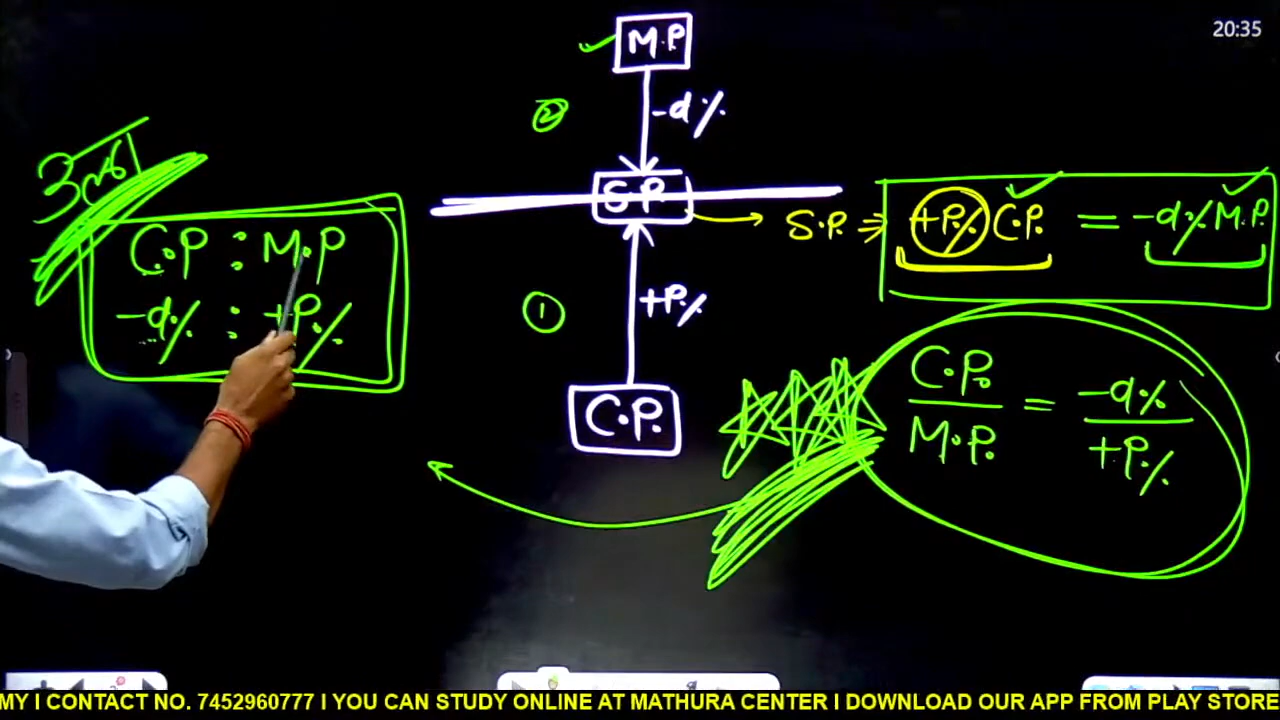 20:35
M.P
②
-d%
S.P.
S.P. ⇒ +P% C.P. = -d% M.P.
C.P : M.P
-d% : +P%
①
+P%
C.P.
C.P. / M.P. = -d% / +P.%
MY I CONTACT NO. 7452960777 I YOU CAN STUDY ONLINE AT MATHURA CENTER I DOWNLOAD OUR APP FROM PLAY STORE